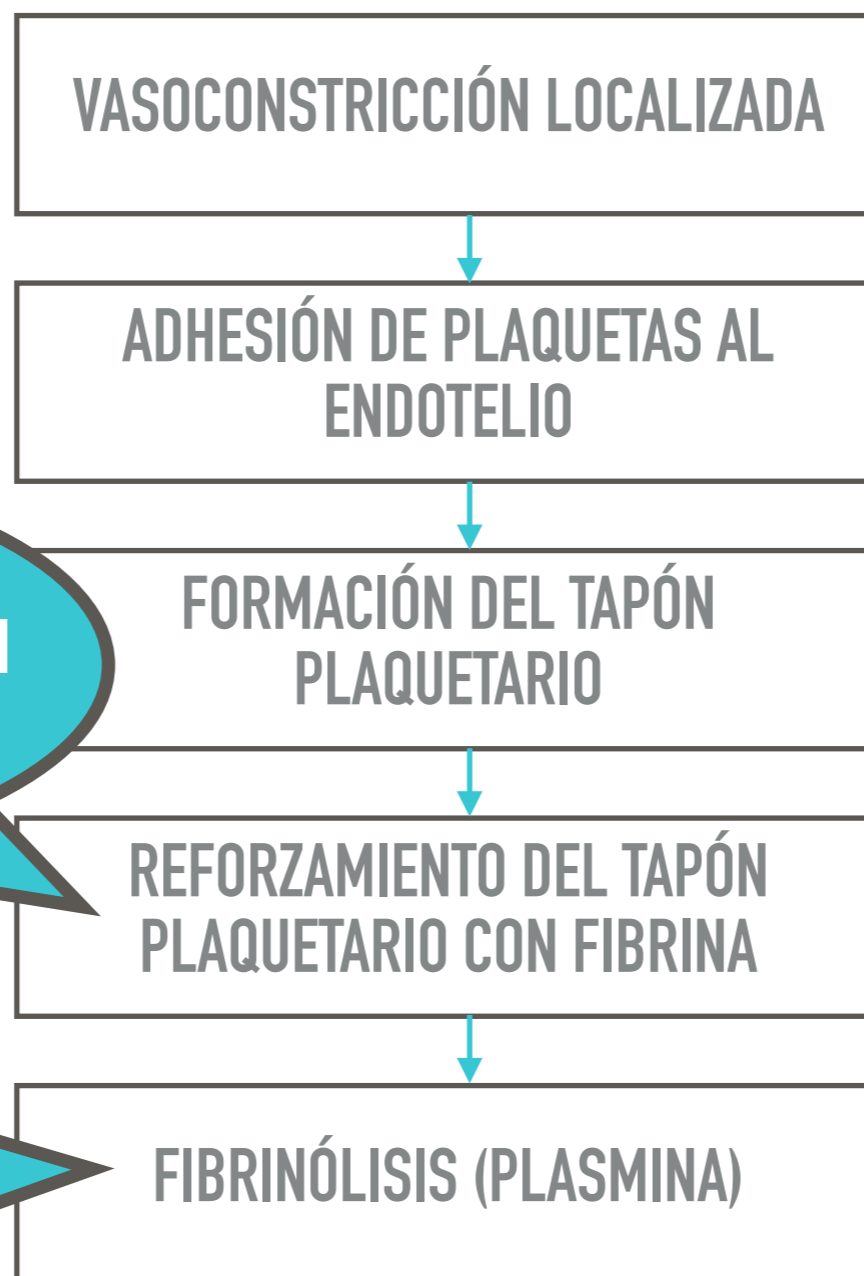 VASOCONSTRICCIÓN LOCALIZADA
ADHESIÓN DE PLAQUETAS AL
ENDOTELIO
FORMACIÓN DEL TAPÓN
PLAQUETARIO
REFORZAMIENTO DEL TAPÓN
PLAQUETARIO CON FIBRINA
FIBRINÓLISIS (PLASMINA)